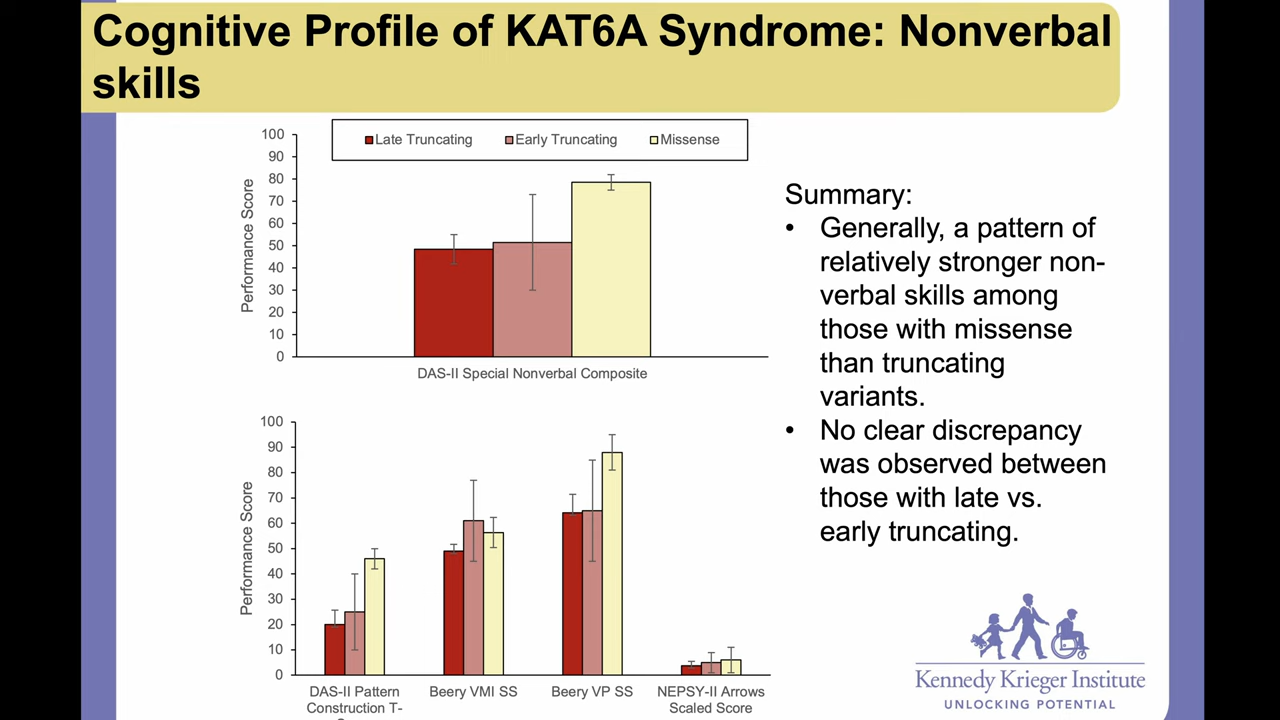 Cognitive Profile of KAT6A Syndrome: Nonverbal
skills
100
90
80
70
60
50
40
30
20
10
0
Performance Score
Late Truncating Early Truncating Missense
DAS-II Special Nonverbal Composite
100
90
80
70
60
50
40
30
20
10
0
Performance Score
DAS-II Pattern
Construction T-
Beery VMI SS
Beery VP SS
NEPSY-II Arrows
Scaled Score
Summary:
• Generally, a pattern of
relatively stronger non-
verbal skills among
those with missense
than truncating
variants.
• No clear discrepancy
was observed between
those with late vs.
early truncating.
Kennedy Krieger Institute
UNLOCKING POTENTIAL